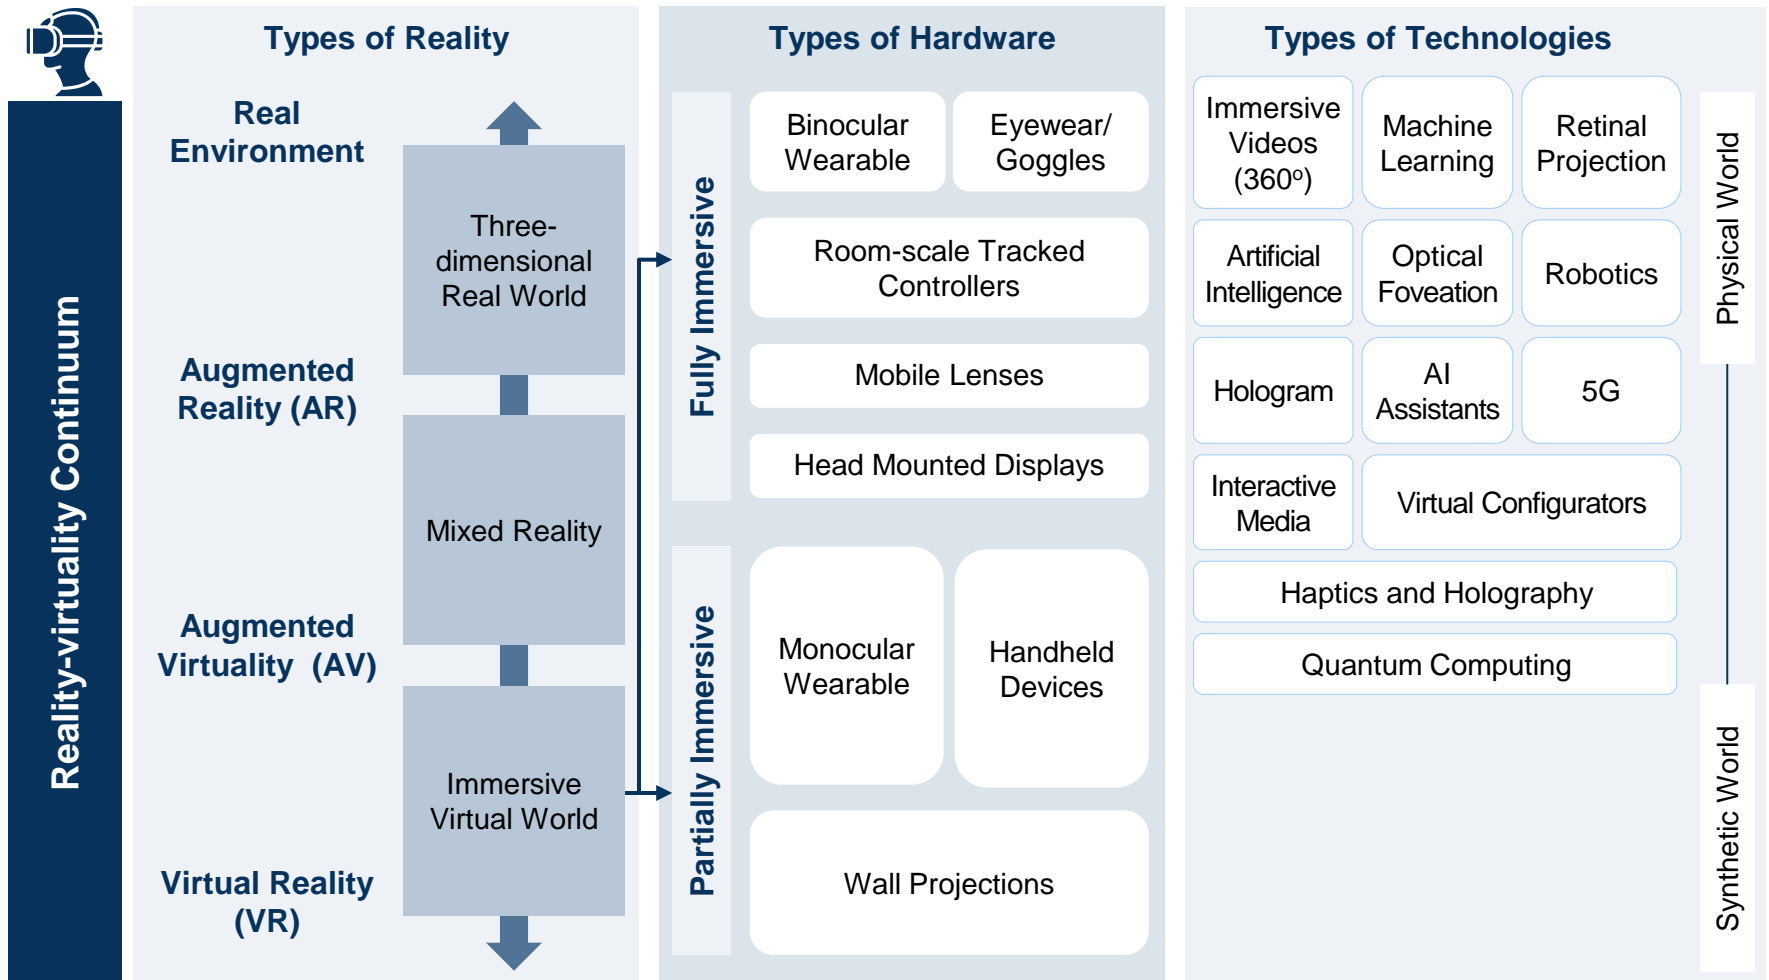 Reality-virtuality Continuum
Types of Reality
Real
Environment
Augmented
Reality (AR)
Augmented
Virtuality (AV)
Virtual Reality
(VR)
Three-
dimensional
Real World
Mixed Reality
Immersive
Virtual World
Types of Hardware
Fully Immersive
Binocular
Wearable
Eyewear/
Goggles
Room-scale Tracked
Controllers
Mobile Lenses
Head Mounted Displays
Partially Immersive
Monocular
Wearable
Handheld
Devices
Wall Projections
Types of Technologies
Immersive
Videos
(360º)
Machine
Learning
Retinal
Projection
Artificial
Intelligence
Optical
Foveation
Robotics
Hologram
AI
Assistants
5G
Interactive
Media
Virtual Configurators
Haptics and Holography
Quantum Computing
Physical World
Synthetic World